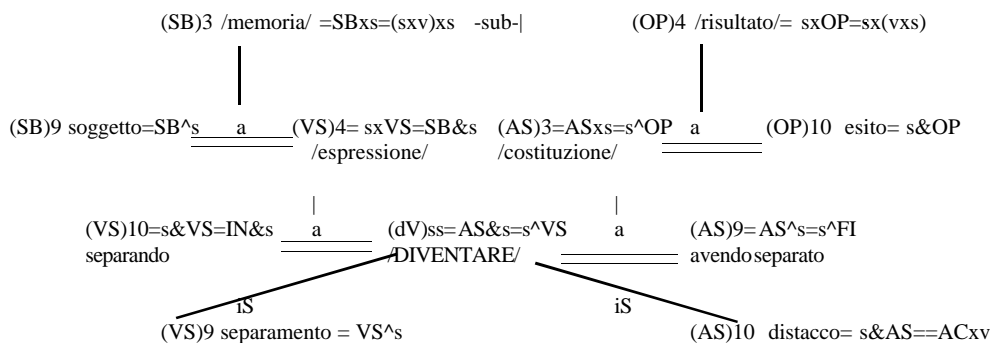 (SB)3 /memoria/ =SBxs=(sxv)xs -sub-| (OP)4 /risultato/= sxOP=sx(vxs)
(SB)9 soggetto=SB^s a (VS)4= sxVS=SB&s (AS)3=ASxs=s^OP a (OP)10 esito= s&OP
/espressione/ /costituzione/
| |
(VS)10=s&VS=IN&s a (dV)ss= AS&s=s^VS a (AS)9= AS^s=s^FI
separando /DIVENTARE/ avendo separato
iS iS
(VS)9 separamento = VS^s (AS)10 distacco= s&AS==ACxv